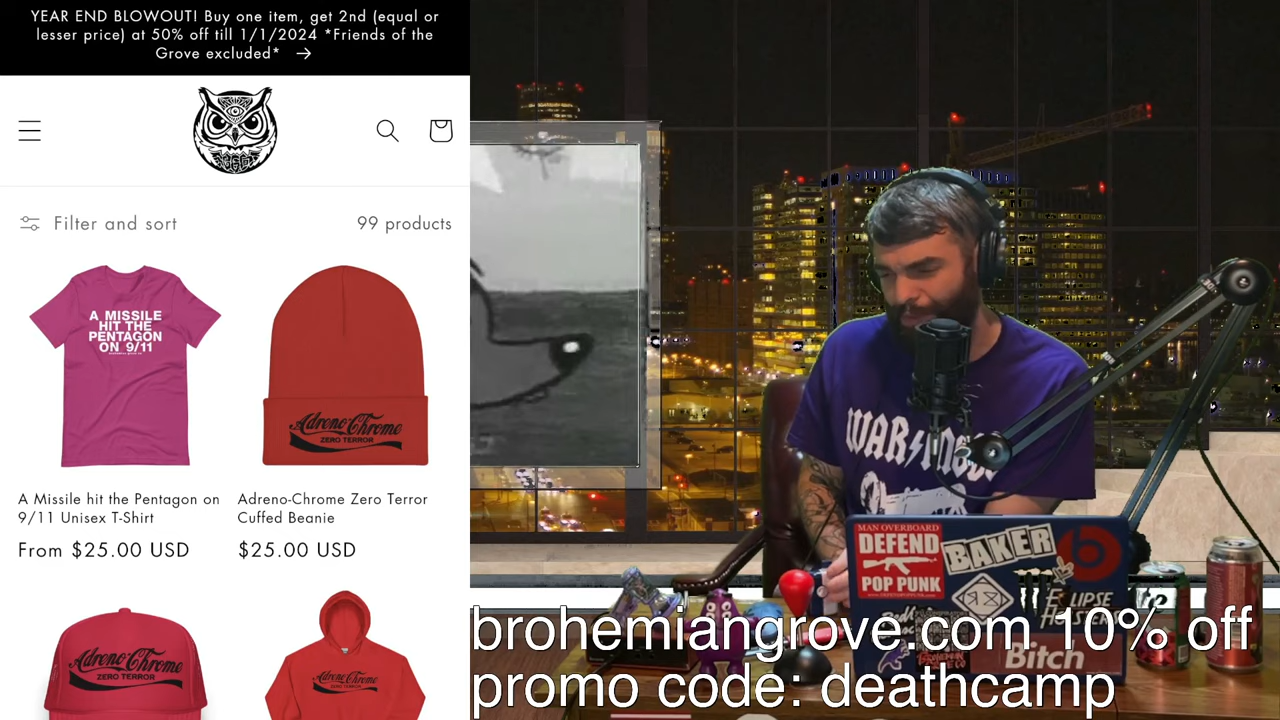 YEAR END BLOWOUT! Buy one item, get 2nd (equal or
lesser price) at 50% off till 1/1/2024 *Friends of the
Grove excluded* →
Filter and sort
99 products
A MISSILE
HIT THE
PENTAGON
ON 9/11
Adreno-Chrome
ZERO TERROR
A Missile hit the Pentagon on
9/11 Unisex T-Shirt
From $25.00 USD
Adreno-Chrome Zero Terror
Cuffed Beanie
$25.00 USD
Adreno-Chrome
ZERO TERROR
Adreno-Chrome
ZERO TERROR
MAN OVERBOARD
DEFEND
POP PUNK
BAKER
ECLIPSE
Bitch
brohemiangrove.com 10% off
promo code: deathcamp